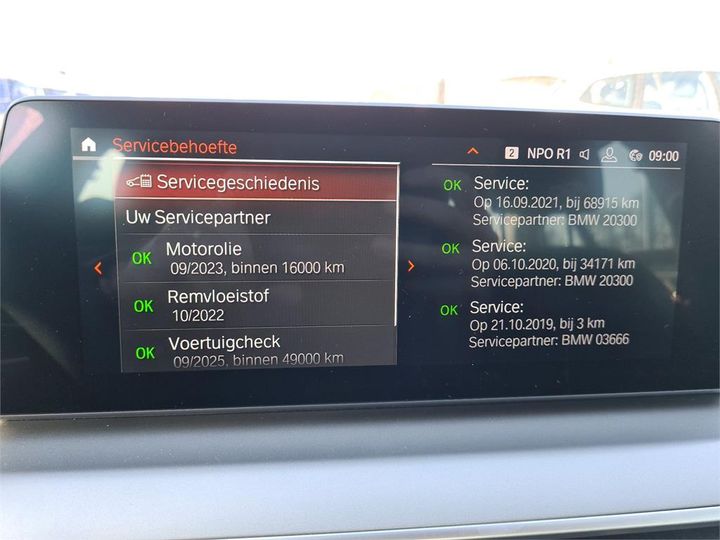 Servicebehoefte
2 NPO R1 09:00
Servicegeschiedenis
Uw Servicepartner
OK Motorolie
09/2023, binnen 16000 km
OK Remvloeistof
10/2022
OK Voertuigcheck
09/2025, binnen 49000 km
OK Service:
Op 16.09.2021, bij 68915 km
Servicepartner: BMW 20300
OK Service:
Op 06.10.2020, bij 34171 km
Servicepartner: BMW 20300
OK Service:
Op 21.10.2019, bij 3 km
Servicepartner: BMW 03666